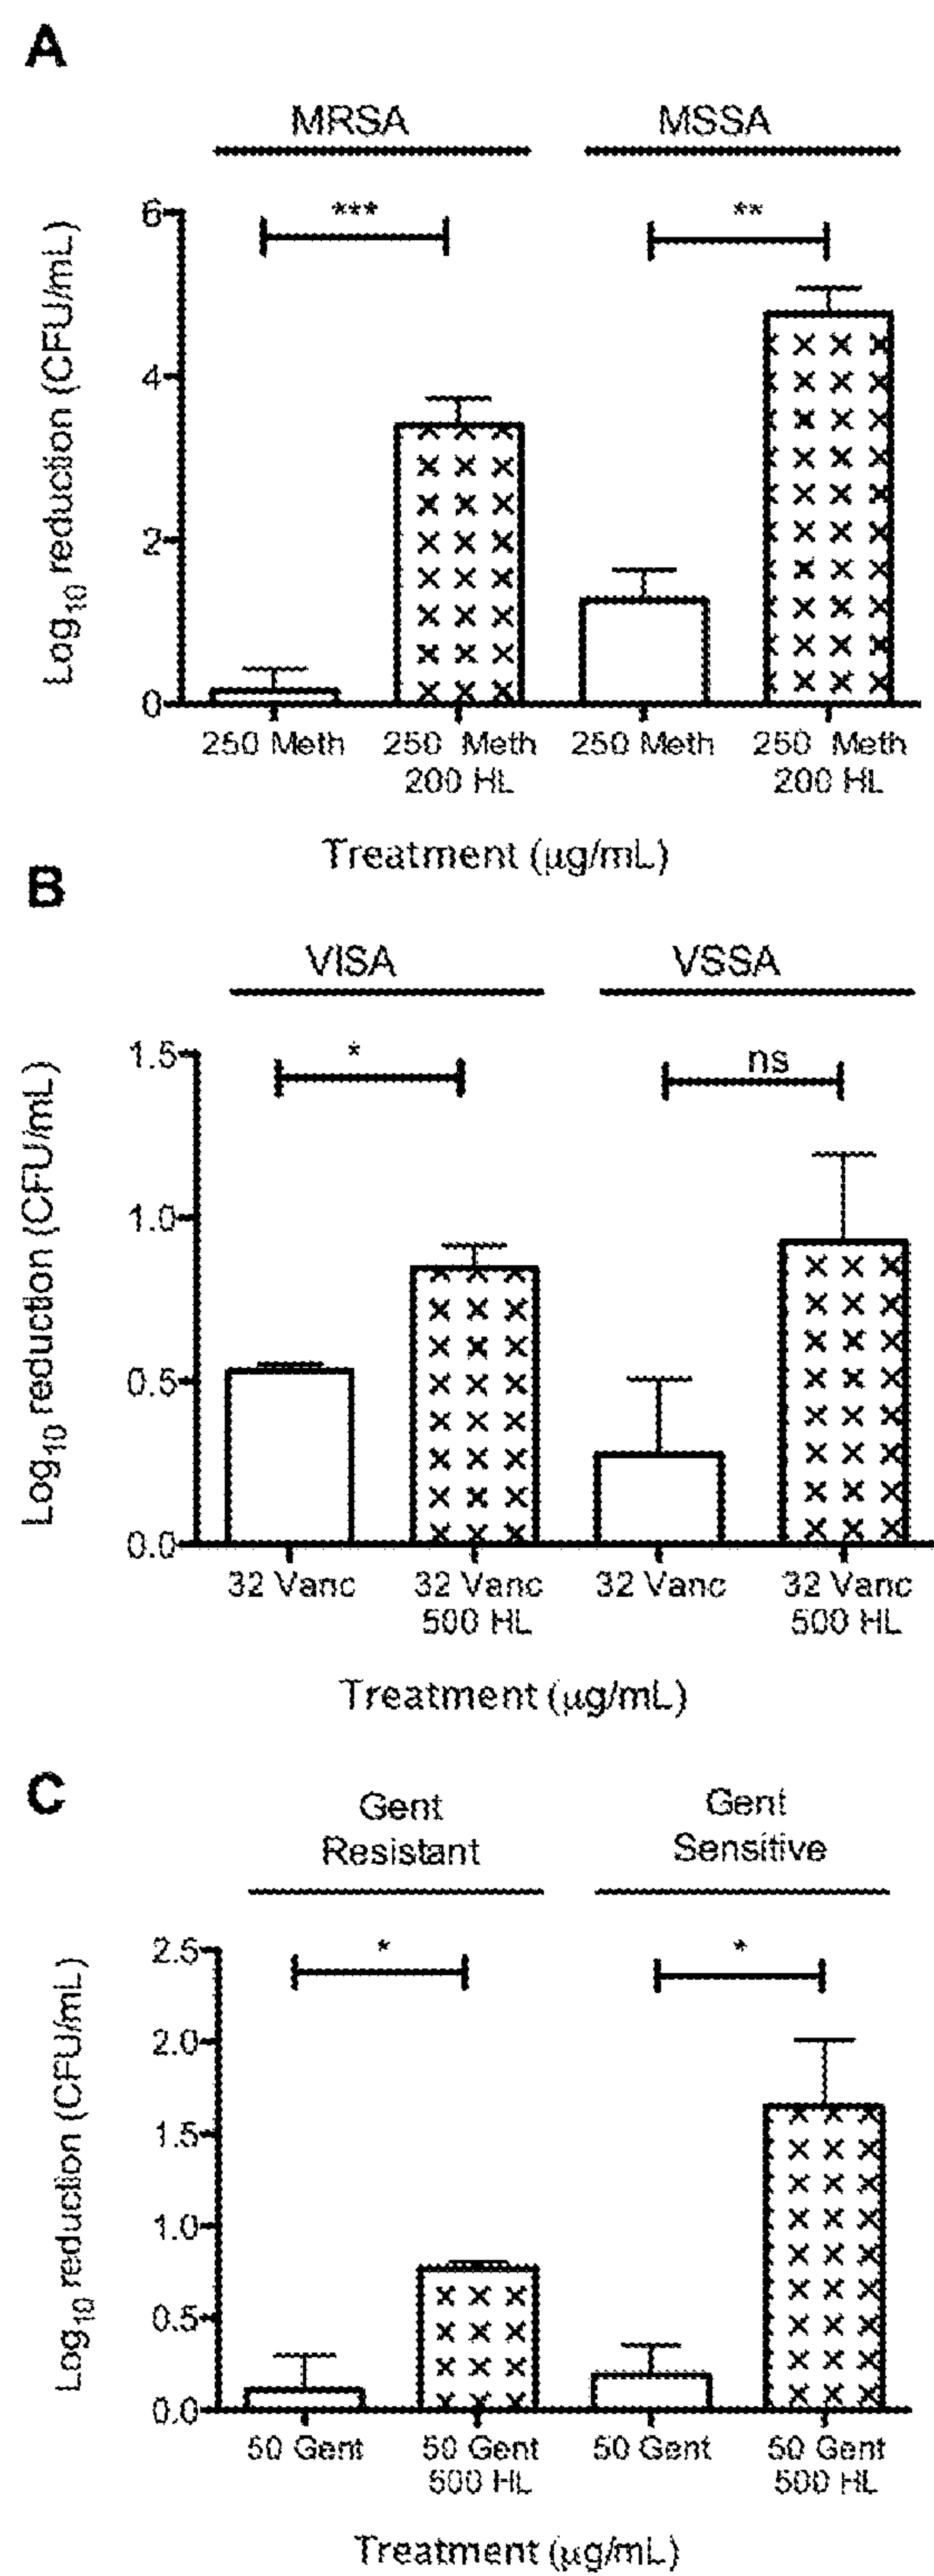 A
MRSA MSSA
*** **
6
4
2
0
Log10 reduction (CFU/mL)
250 Meth 250 Meth 250 Meth 250 Meth
200 HL 200 HL
Treatment (µg/mL)
B
VISA VSSA
* ns
1.5
1.0
0.5
0.0
Log10 reduction (CFU/mL)
32 Vanc 32 Vanc 32 Vanc 32 Vanc
500 HL 500 HL
Treatment (µg/mL)
C
Gent Gent
Resistant Sensitive
* *
2.5
2.0
1.5
1.0
0.5
0.0
Log10 reduction (CFU/mL)
50 Gent 50 Gent 50 Gent 50 Gent
500 HL 500 HL
Treatment (µg/mL)